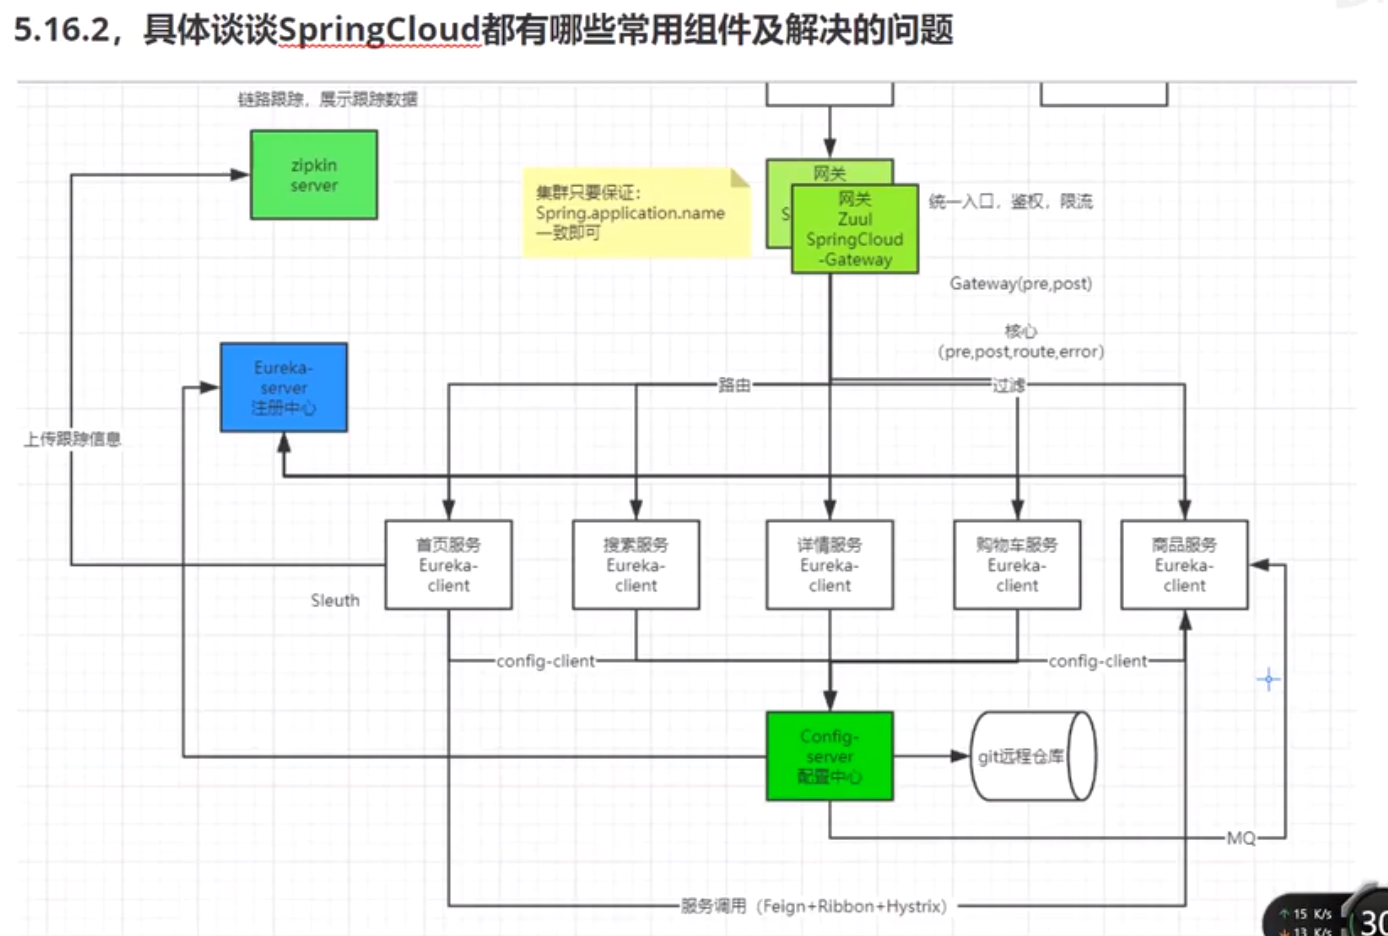 5.16.2，具体谈谈SpringCloud都有哪些常用组件及解决的问题
链路跟踪，展示跟踪数据
zipkin
server
集群只要保证：
Spring.application.name
一致即可
网关
S
网关
Zuul
SpringCloud
-Gateway
统一入口，鉴权，限流
Gateway(pre,post)
核心
(pre,post,route,error)
Eureka-
server
注册中心
路由
过滤
上传跟踪信息
首页服务
Eureka-
client
搜索服务
Eureka-
client
详情服务
Eureka-
client
购物车服务
Eureka-
client
商品服务
Eureka-
client
Sleuth
config-client
config-client
Config-
server
配置中心
git远程仓库
MQ
服务调用（Feign+Ribbon+Hystrix）
↑ 15 K/s
↓ 13 K/s
30